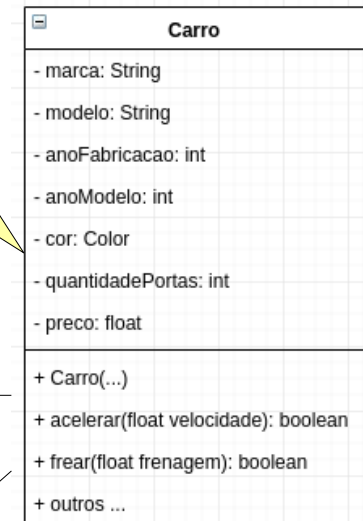 Carro
- marca: String
- modelo: String
- anoFabricacao: int
- anoModelo: int
- cor: Color
- quantidadePortas: int
- preco: float
+ Carro(...)
+ acelerar(float velocidade): boolean
+ frear(float frenagem): boolean
+ outros ...